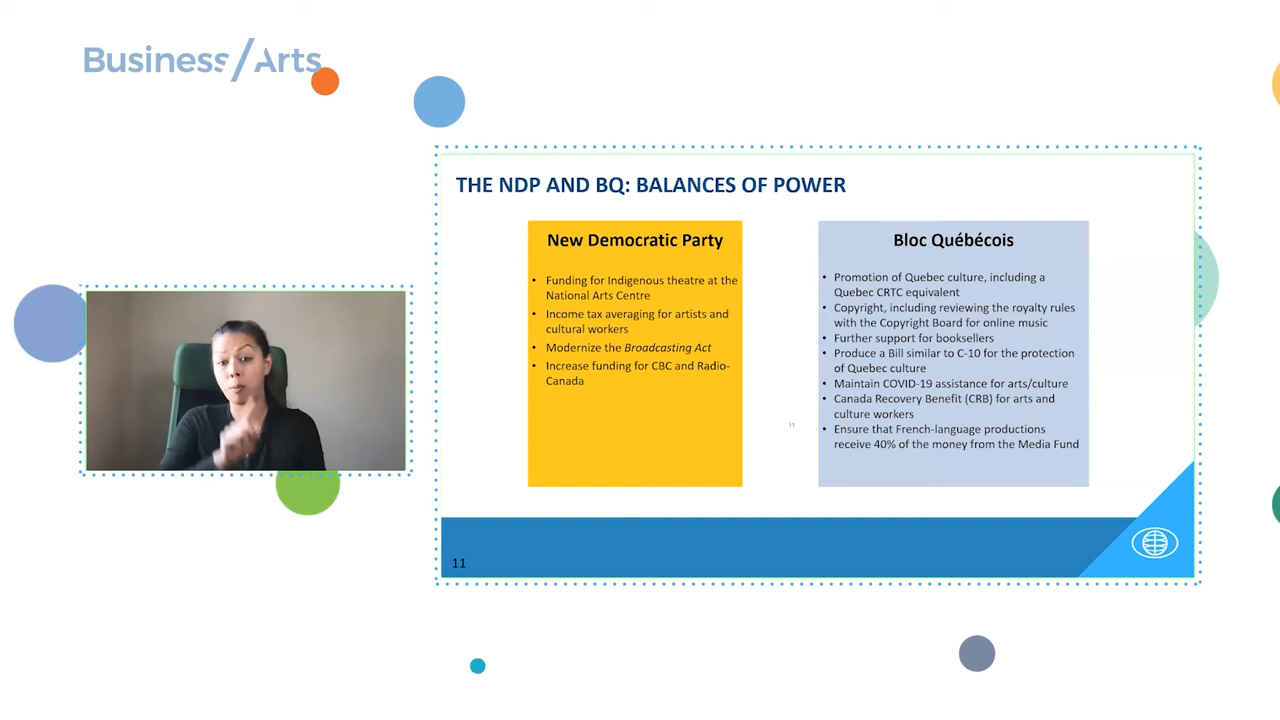 Business/Arts
THE NDP AND BQ: BALANCES OF POWER
New Democratic Party
• Funding for Indigenous theatre at the
National Arts Centre
• Income tax averaging for artists and
cultural workers
• Modernize the Broadcasting Act
• Increase funding for CBC and Radio-
Canada
Bloc Québécois
• Promotion of Quebec culture, including a
Quebec CRTC equivalent
• Copyright, including reviewing the royalty rules
with the Copyright Board for online music
• Further support for booksellers
• Produce a Bill similar to C-10 for the protection
of Quebec culture
• Maintain COVID-19 assistance for arts/culture
• Canada Recovery Benefit (CRB) for arts and
culture workers
• Ensure that French-language productions
receive 40% of the money from the Media Fund
11
11